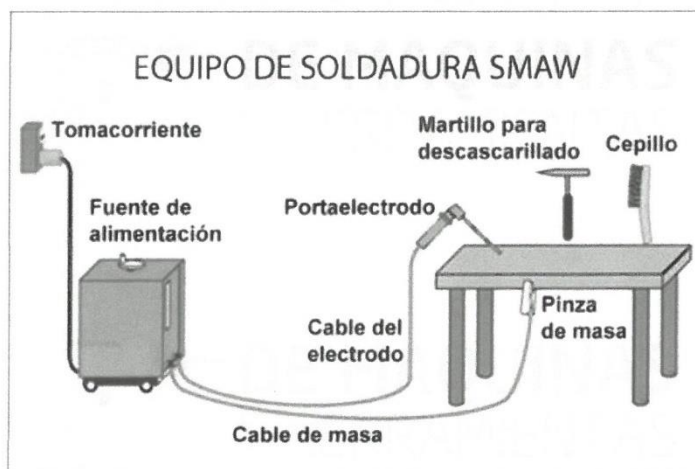 EQUIPO DE SOLDADURA SMAW
Tomacorriente
Martillo para
descascarillado
Cepillo
Fuente de
alimentación
Portaelectrodo
Cable del
electrodo
Pinza
de masa
Cable de masa